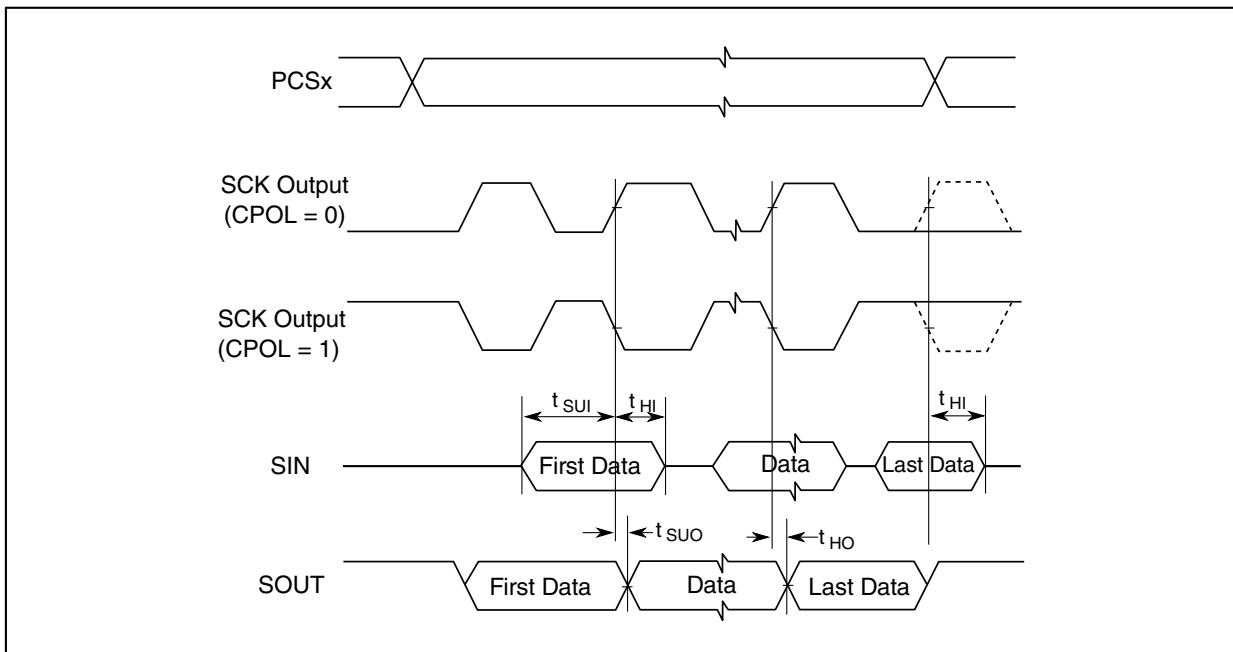 PCSx
SCK Output
(CPOL = 0)
SCK Output
(CPOL = 1)
t SUI
t HI
t HI
SIN
First Data
Data
Last Data
t SUO
t HO
SOUT
First Data
Data
Last Data